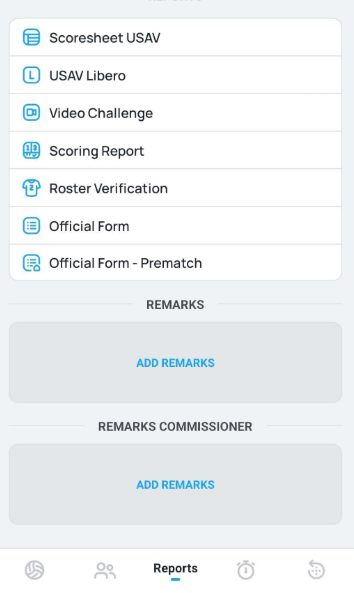 Scoresheet USAV
L
USAV Libero
Video Challenge
Scoring Report
2
Roster Verification
Official Form
Official Form - Prematch
REMARKS
ADD REMARKS
REMARKS COMMISSIONER
ADD REMARKS
Reports